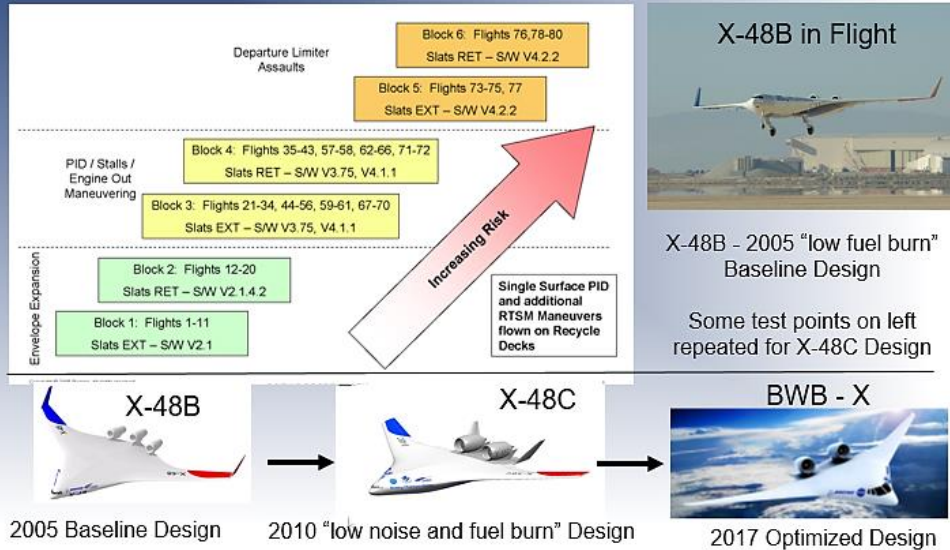 Departure Limiter
Assaults
Block 6: Flights 76,78-80
Slats RET – S/W V4.2.2
Block 5: Flights 73-75, 77
Slats EXT – S/W V4.2.2
PID / Stalls /
Engine Out
Maneuvering
Block 4: Flights 35-43, 57-58, 62-66, 71-72
Slats RET – S/W V3.75, V4.1.1
Block 3: Flights 21-34, 44-56, 59-61, 67-70
Slats EXT – S/W V3.75, V4.1.1
Envelope Expansion
Block 2: Flights 12-20
Slats RET – S/W V2.1.4.2
Block 1: Flights 1-11
Slats EXT – S/W V2.1
Increasing Risk
Single Surface PID
and additional
RTSM Maneuvers
flown on Recycle
Decks
X-48B in Flight
X-48B - 2005 "low fuel burn"
Baseline Design
Some test points on left
repeated for X-48C Design
X-48B
X-48C
BWB - X
2005 Baseline Design
2010 "low noise and fuel burn" Design
2017 Optimized Design